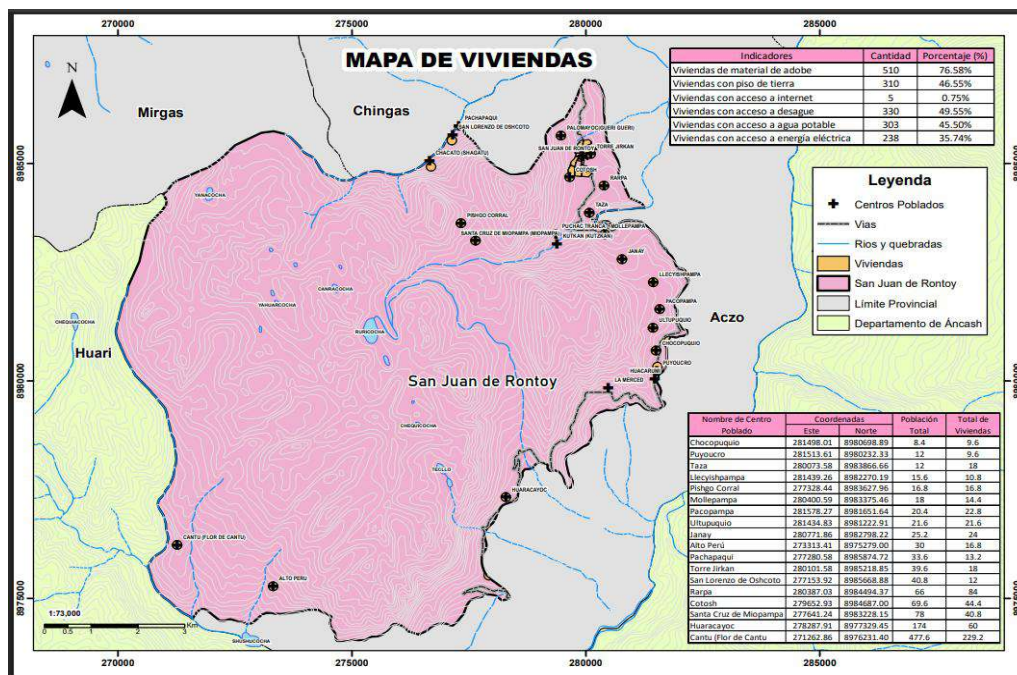 270000 275000 280000 285000
MAPA DE VIVIENDAS
N
Mirgas
Chingas
Huari
Aczo
San Juan de Rontoy
8985000
8980000
8975000
PACHAPAQUI
SAN LORENZO DE OSHCOTO
CHACATO (SHAQATU)
PALOMAYOC(QUERI QUERI)
SAN JUAN DE RONTOY
TORRE JIRKAN
COTOSH
RARPA
TAZA
YANACOCHA
PISHGO CORRAL
SANTA CRUZ DE MIOPAMPA (MIOPAMPA)
PUCHAC TRANCA
MOLLEPAMPA
KUTKAN (KUTZKAN)
JANAY
LLECYISHPAMPA
CANRACOCHA
YAHUARCOCHA
PACOPAMPA
CHEQUIACOCHA
RURICOCHA
ULTUPUQUIO
CHOCOPUQUIO
PUYOUCRO
HUACARUMI
LA MERCED
CHEQUICOCHA
TECLLO
HUARACAYOC
CANTU (FLOR DE CANTU)
ALTO PERU
SHUSHUCOCHA
1:73,000
0 0.5 1 2 3
Km
270000 275000 280000 285000
Indicadores Cantidad Porcentaje (%)
Viviendas de material de adobe 510 76.58%
Viviendas con piso de tierra 310 46.55%
Viviendas con acceso a internet 5 0.75%
Viviendas con acceso a desague 330 49.55%
Viviendas con acceso a agua potable 303 45.50%
Viviendas con acceso a energía eléctrica 238 35.74%
8985000
Leyenda
Centros Poblados
Vias
Rios y quebradas
Viviendas
San Juan de Rontoy
Límite Provincial
Departamento de Áncash
8980000
Nombre de Centro Poblado Coordenadas Población Total Total de Viviendas
Este Norte
Chocopuquio 281498.01 8980698.89 8.4 9.6
Puyoucro 281513.61 8980232.33 12 9.6
Taza 280073.58 8983866.66 12 18
Llecyishpampa 281439.26 8982270.19 15.6 10.8
Pishgo Corral 277328.44 8983627.96 16.8 16.8
Mollepampa 280400.59 8983375.46 18 14.4
Pacopampa 281578.27 8981651.64 20.4 22.8
Ultupuquio 281434.83 8981222.91 21.6 21.6
Janay 280771.86 8982798.22 25.2 24
Alto Perú 273313.41 8975279.00 30 16.8
Pachapaqui 277280.58 8985874.72 33.6 13.2
Torre Jirkan 280101.58 8985218.85 39.6 18
San Lorenzo de Oshcoto 277153.92 8985668.88 40.8 12
Rarpa 280387.03 8984494.37 66 84
Cotosh 279652.93 8984687.00 69.6 44.4
Santa Cruz de Miopampa 277641.24 8983228.15 78 40.8
Huaracayoc 278287.91 8977329.45 174 60
Cantu (Flor de Cantu 271262.86 8976231.40 477.6 229.2
8975000